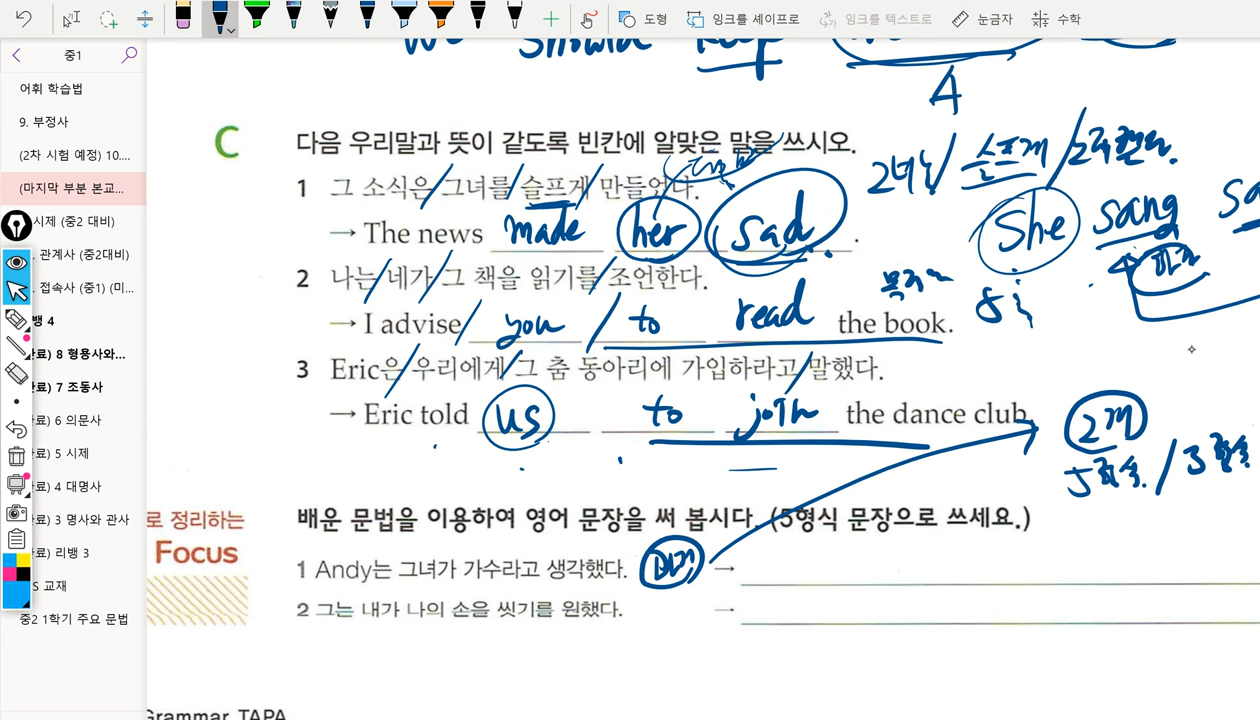 도형
잉크를 셰이프로
잉크를 텍스트로
눈금자
수학
중1
어휘 학습법
9. 부정사
(2차 시험 예정) 10....
(마지막 부분 본교...
시제 (중2 대비)
관계사 (중2대비)
접속사 (중1) (미...
뱅 4
료) 8 형용사와...
료) 7 조동사
료) 6 의문사
료) 5 시제
료) 4 대명사
료) 3 명사와 관사
료) 리뱅 3
S 교재
중2 1학기 주요 문법
We should keep
4
C 다음 우리말과 뜻이 같도록 빈칸에 알맞은 말을 쓰시오.
1 그 소식은/그녀를/슬프게/만들었다.
→ The news made her sad.
2 나는/네가/그 책을 읽기를/조언한다.
→ I advise/you/to read the book.
3 Eric은/우리에게/그 춤 동아리에 가입하라고/말했다.
→ Eric told us to join the dance club.
그녀는/슬프게/노래한다.
She sang
2개
5형식/3형식
로 정리하는
Focus
배운 문법을 이용하여 영어 문장을 써 봅시다. (5형식 문장으로 쓰세요.)
1 Andy는 그녀가 가수라고 생각했다. →
2 그는 내가 나의 손을 씻기를 원했다. →
Grammar TAPA